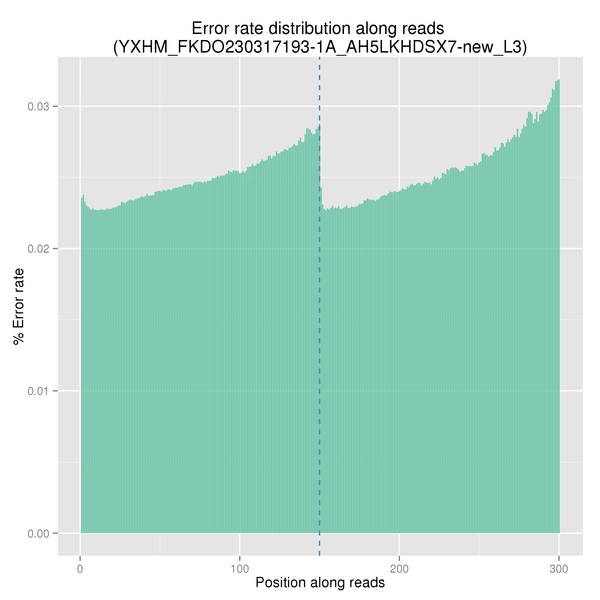 Error rate distribution along reads
(YXHM_FKDO230317193-1A_AH5LKHDSX7-new_L3)
% Error rate
0.03
0.02
0.01
0.00
0 100 200 300
Position along reads